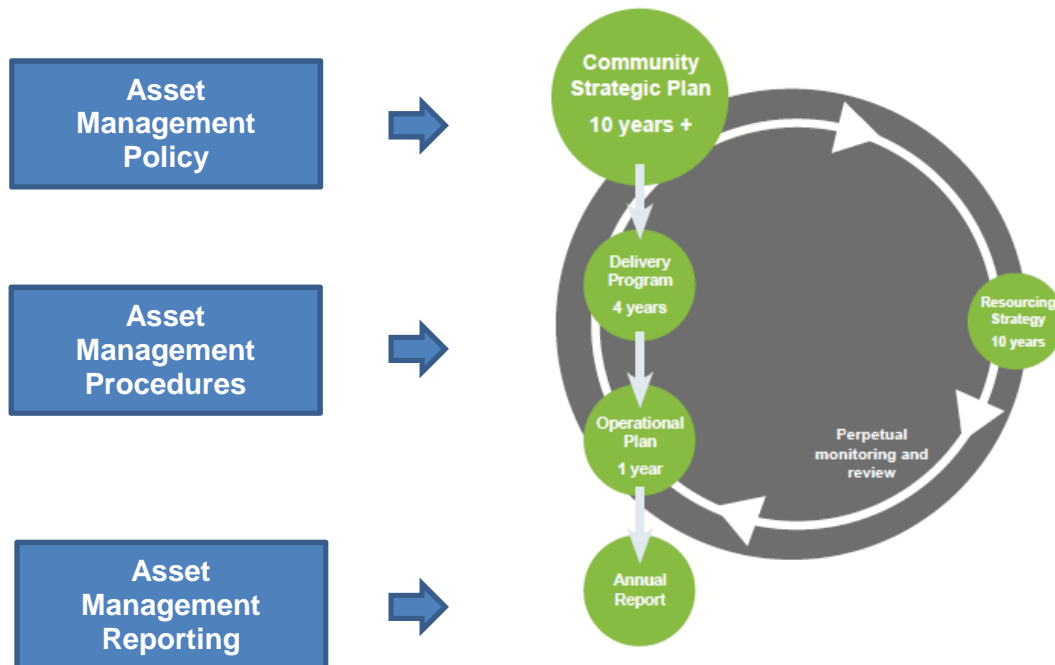 Asset
Management
Policy
Community
Strategic Plan
10 years +
Asset
Management
Procedures
Delivery
Program
4 years
Resourcing
Strategy
10 years
Operational
Plan
1 year
Perpetual
monitoring and
review
Asset
Management
Reporting
Annual
Report